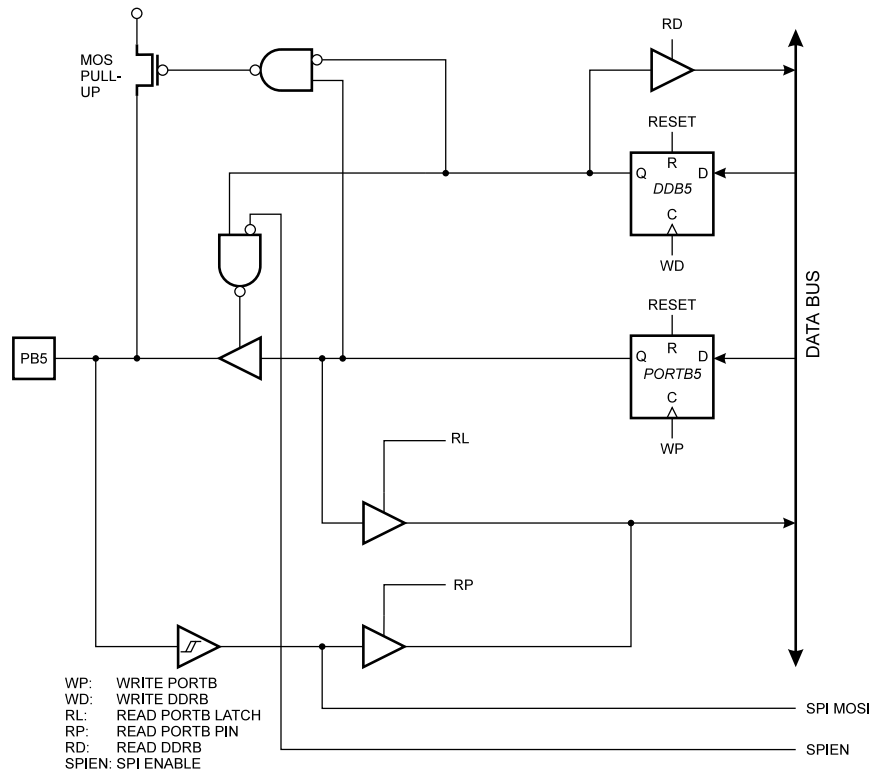 RD
MOS
PULL-
UP
RESET
R
Q
D
DDB5
C
WD
DATA BUS
RESET
R
PB5
Q
D
PORTB5
C
WP
RL
RP
WP: WRITE PORTB
WD: WRITE DDRB
RL: READ PORTB LATCH
RP: READ PORTB PIN
RD: READ DDRB
SPIEN: SPI ENABLE
SPI MOSI
SPIEN